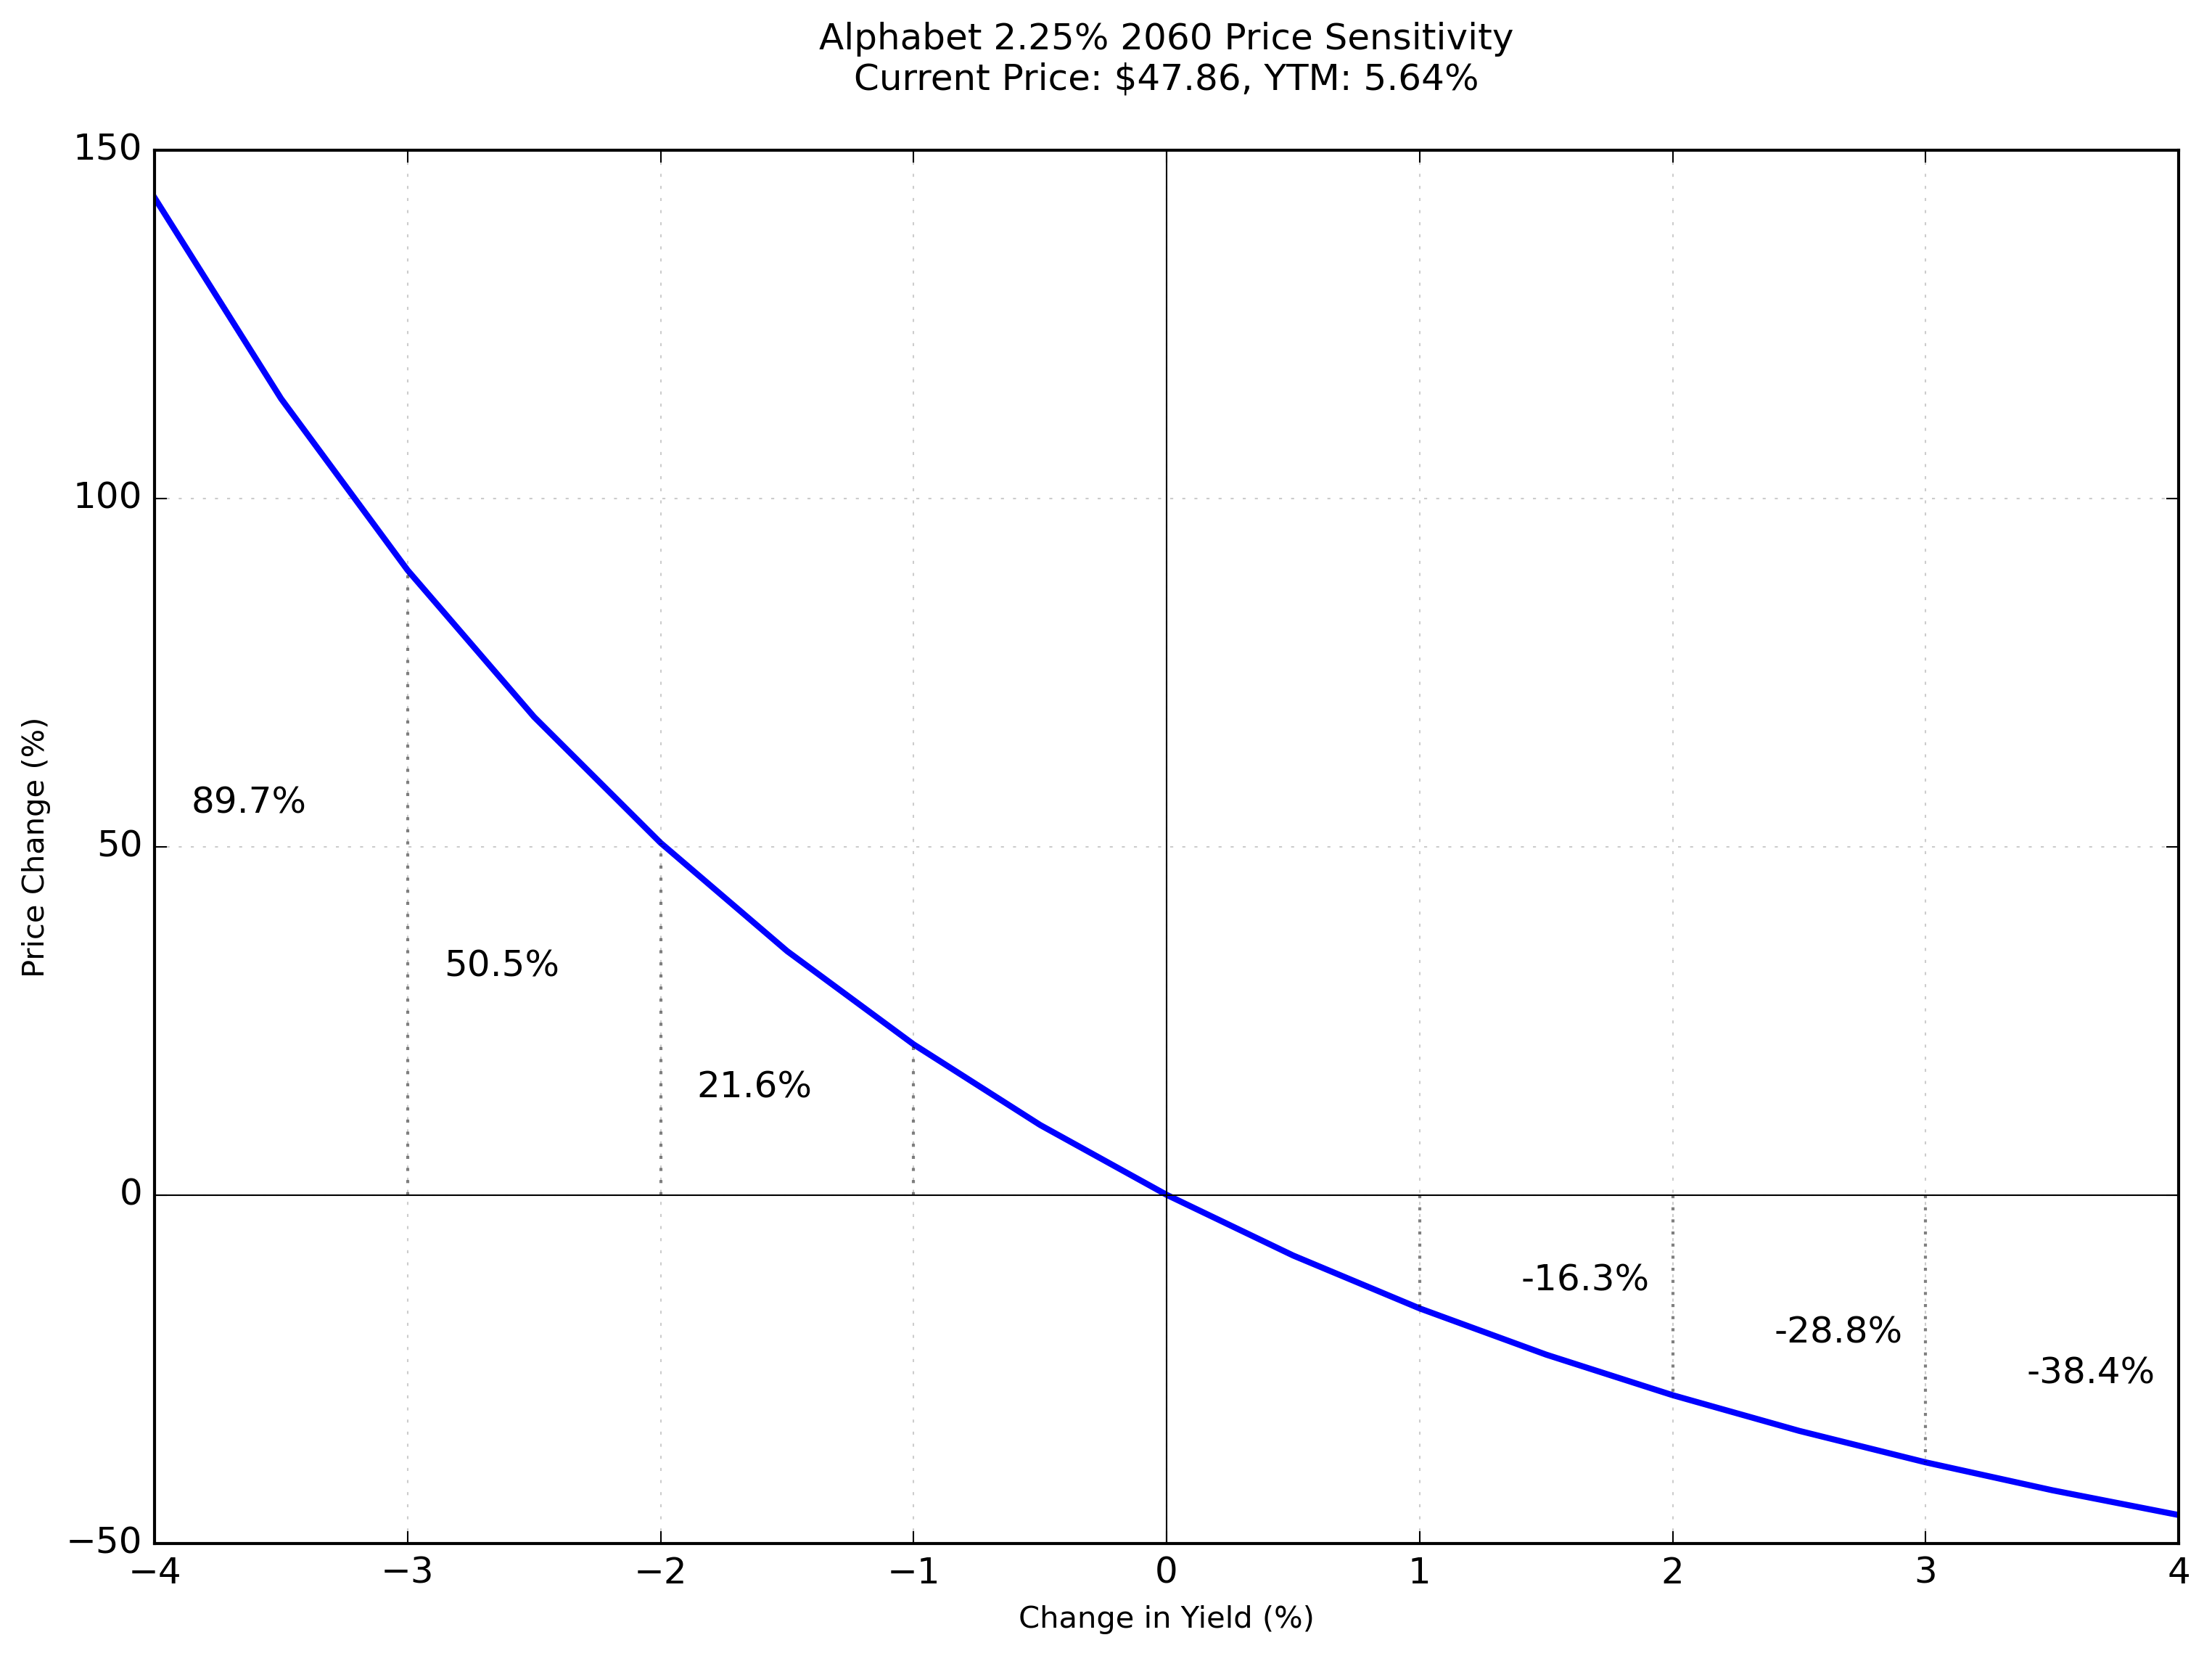 Alphabet 2.25% 2060 Price Sensitivity
Current Price: $47.86, YTM: 5.64%
150
100
50
0
−50
Price Change (%)
89.7%
50.5%
21.6%
-16.3%
-28.8%
-38.4%
−4 −3 −2 −1 0 1 2 3 4
Change in Yield (%)